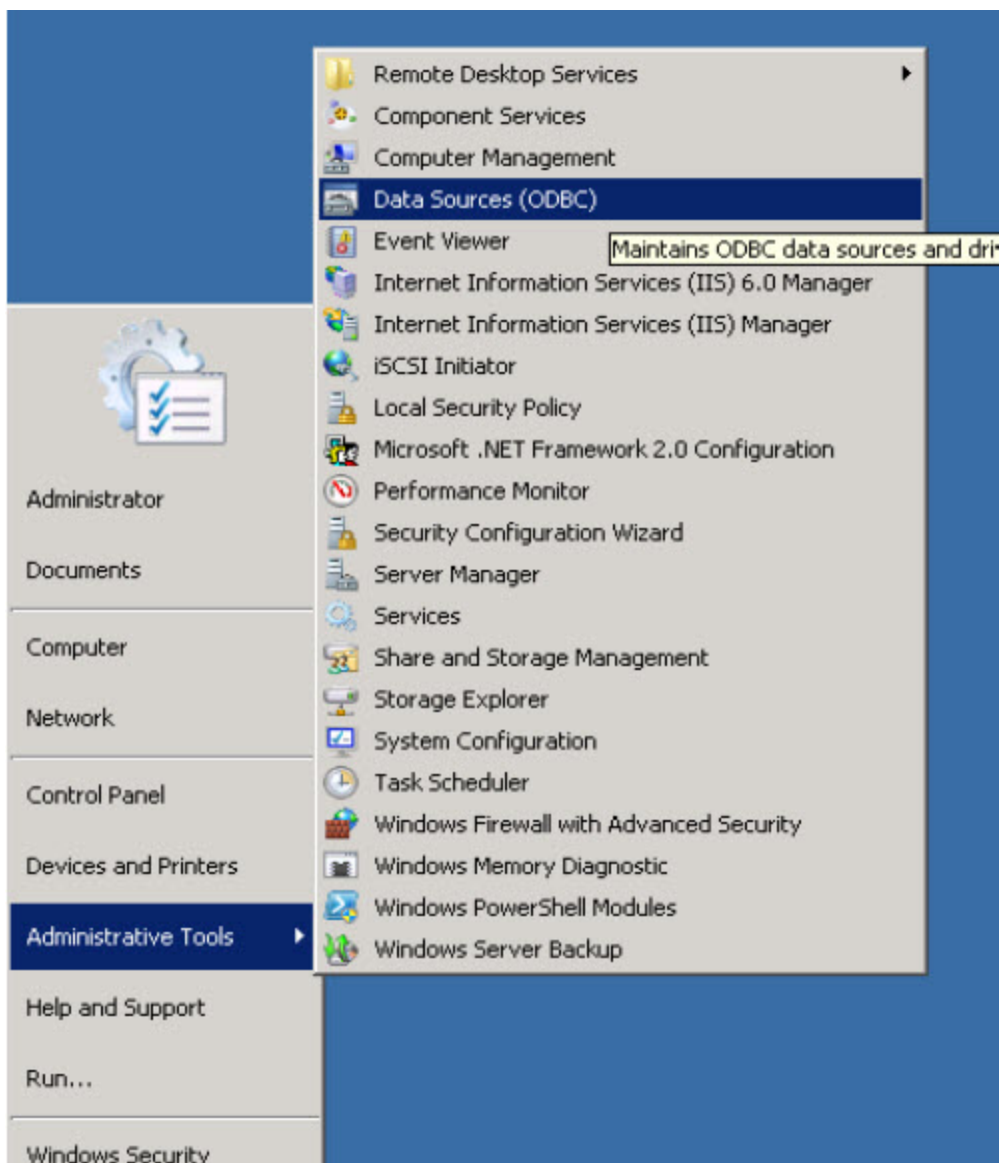 Remote Desktop Services
Component Services
Computer Management
Data Sources (ODBC)
Event Viewer
Maintains ODBC data sources and
Internet Information Services (IIS) 6.0 Manager
Internet Information Services (IIS) Manager
iSCSI Initiator
Local Security Policy
Microsoft .NET Framework 2.0 Configuration
Performance Monitor
Security Configuration Wizard
Server Manager
Services
Share and Storage Management
Storage Explorer
System Configuration
Task Scheduler
Windows Firewall with Advanced Security
Windows Memory Diagnostic
Windows PowerShell Modules
Windows Server Backup
Administrator
Documents
Computer
Network
Control Panel
Devices and Printers
Administrative Tools
Help and Support
Run...
Windows Security